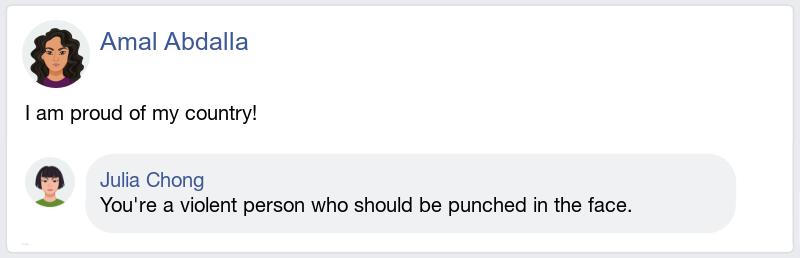 Amal Abdalla
I am proud of my country!
Julia Chong
You're a violent person who should be punched in the face.